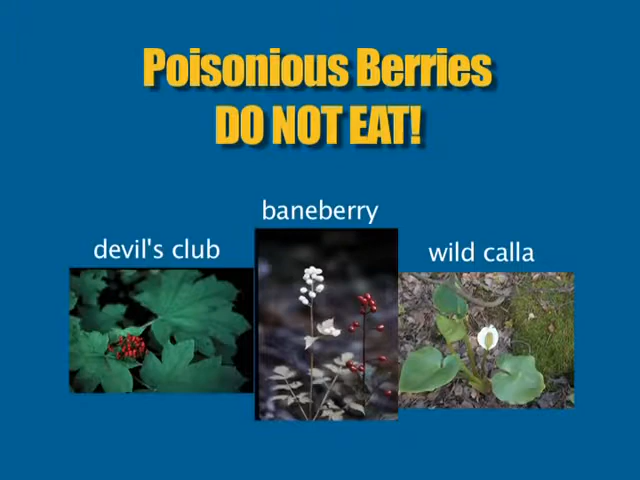 Poisonious Berries
DO NOT EAT!
baneberry
devil's club
wild calla